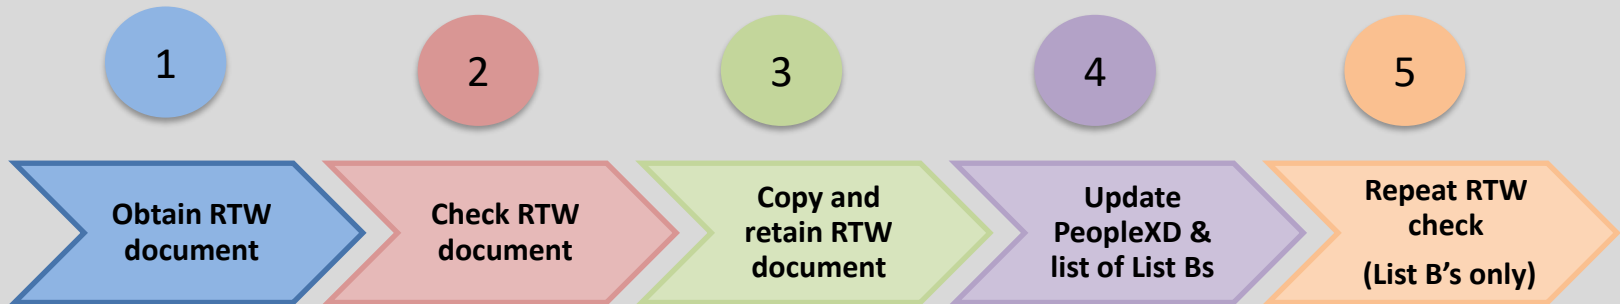 1
2
3
4
5
Obtain RTW
document
Check RTW
document
Copy and
retain RTW
document
Update
PeopleXD &
list of List Bs
Repeat RTW
check
(List B’s only)